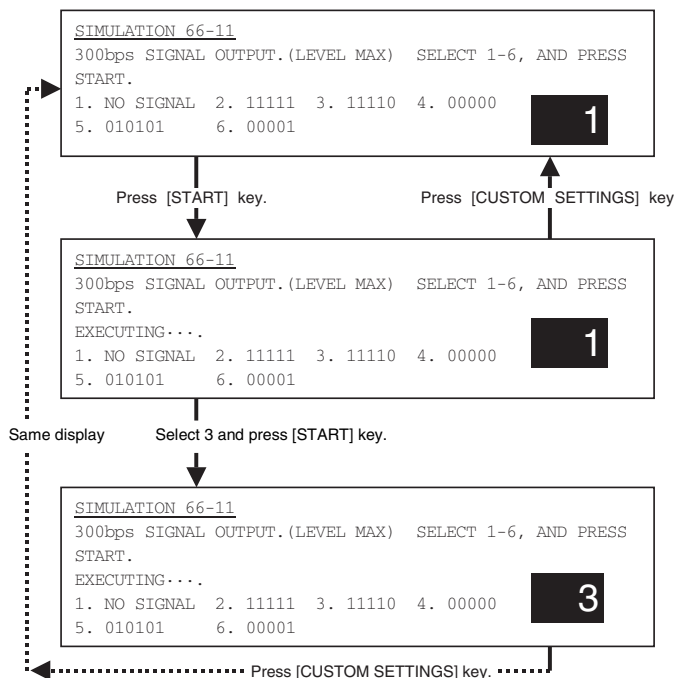 SIMULATION 66-11
300bps SIGNAL OUTPUT.(LEVEL MAX) SELECT 1-6, AND PRESS
START.
1. NO SIGNAL 2. 11111 3. 11110 4. 00000
5. 010101 6. 00001
1
Press [START] key.
Press [CUSTOM SETTINGS] key
SIMULATION 66-11
300bps SIGNAL OUTPUT.(LEVEL MAX) SELECT 1-6, AND PRESS
START.
EXECUTING····.
1. NO SIGNAL 2. 11111 3. 11110 4. 00000
5. 010101 6. 00001
1
Same display
Select 3 and press [START] key.
SIMULATION 66-11
300bps SIGNAL OUTPUT.(LEVEL MAX) SELECT 1-6, AND PRESS
START.
EXECUTING····.
1. NO SIGNAL 2. 11111 3. 11110 4. 00000
5. 010101 6. 00001
3
Press [CUSTOM SETTINGS] key.